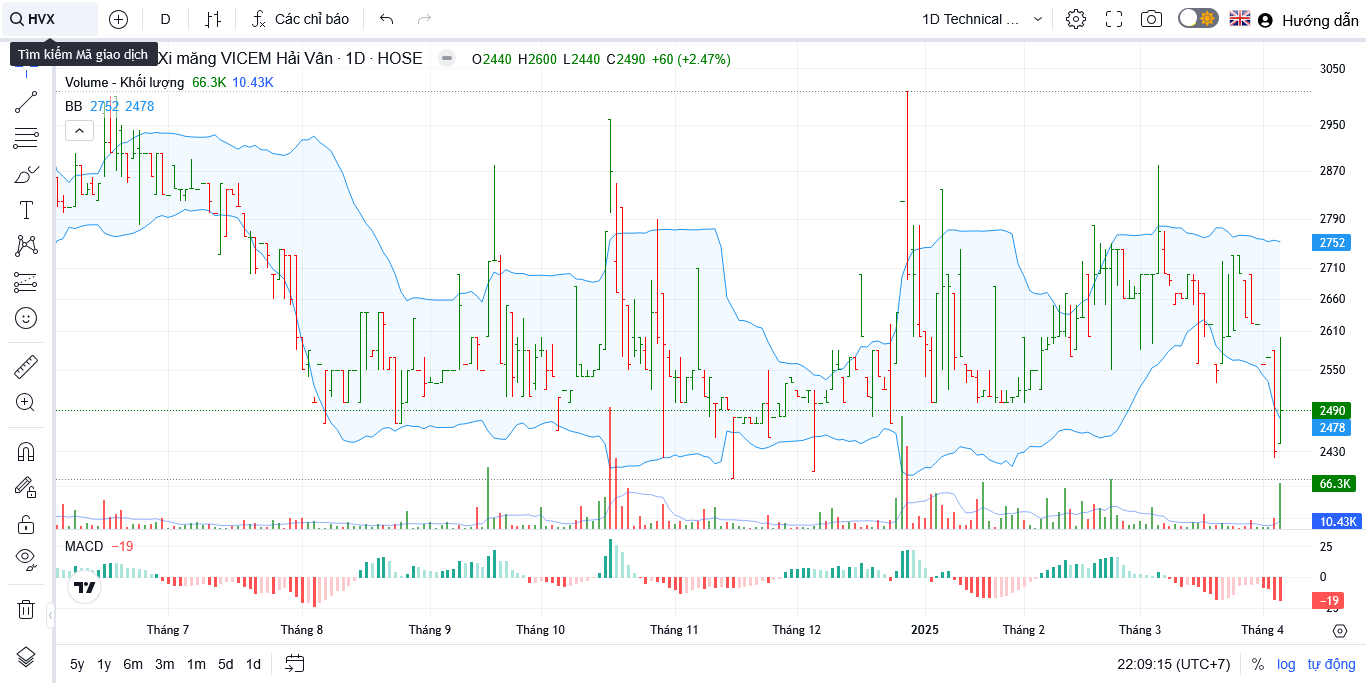 HVX
D
Các chỉ báo
1D Technical ...
Hướng dẫn
Tìm kiếm Mã giao dịch
Xi măng VICEM Hải Vân · 1D · HOSE
O2440 H2600 L2440 C2490 +60 (+2.47%)
Volume - Khối lượng 66.3K 10.43K
BB 2752 2478
3050
2950
2870
2790
2752
2710
2660
2610
2550
2490
2478
2430
66.3K
10.43K
MACD −19
25
0
−19
Tháng 7
Tháng 8
Tháng 9
Tháng 10
Tháng 11
Tháng 12
2025
Tháng 2
Tháng 3
Tháng 4
5y 1y 6m 3m 1m 5d 1d
22:09:15 (UTC+7)
% log tự động